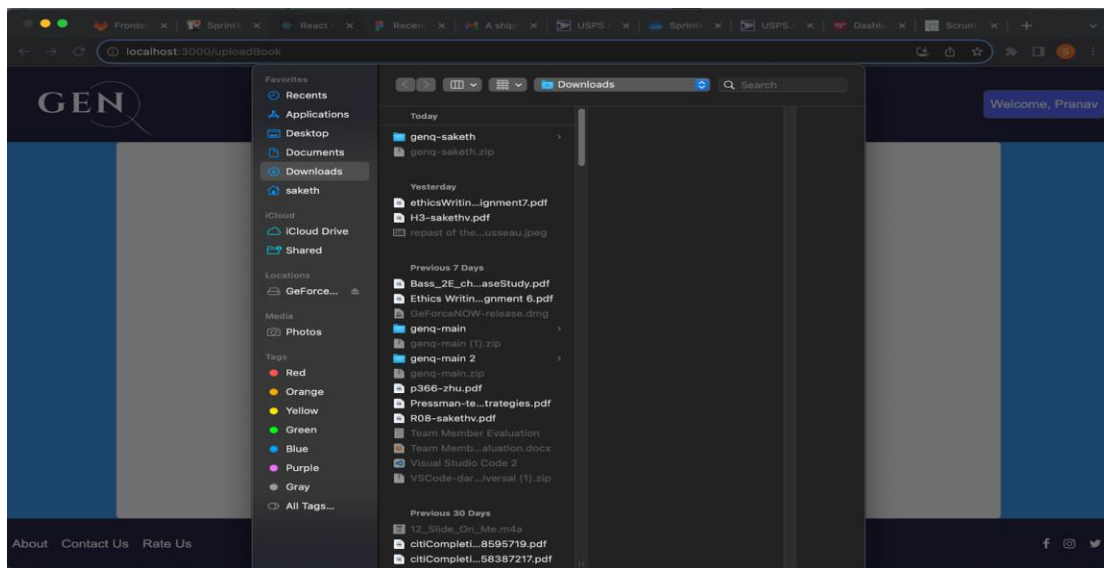 Fronte
Sprint
React
Recen
A ship
USPS.
Sprint
USPS
Dashb
Scrum
localhost:3000/uploadBook
GEN
Welcome, Pranav
Favorites
Recents
Applications
Desktop
Documents
Downloads
saketh
iCloud
iCloud Drive
Shared
Locations
GeForce...
Media
Photos
Tags
Red
Orange
Yellow
Green
Blue
Purple
Gray
All Tags...
Downloads
Search
Today
genq-saketh
genq-saketh.zip
Yesterday
ethicsWritin...ignment7.pdf
H3-sakethv.pdf
repast of the...usseau.jpeg
Previous 7 Days
Bass_2E_ch...aseStudy.pdf
Ethics Writin...gnment 6.pdf
GeForceNOW-release.dmg
genq-main
genq-main (1).zip
genq-main 2
genq-main.zip
p366-zhu.pdf
Pressman-te...trategies.pdf
R08-sakethv.pdf
Team Member Evaluation
Team Memb...aluation.docx
Visual Studio Code 2
VSCode-dar...iversal (1).zip
Previous 30 Days
12_Slide_On_Me.m4a
citiCompleti...8595719.pdf
citiCompleti...58387217.pdf
About Contact Us Rate Us